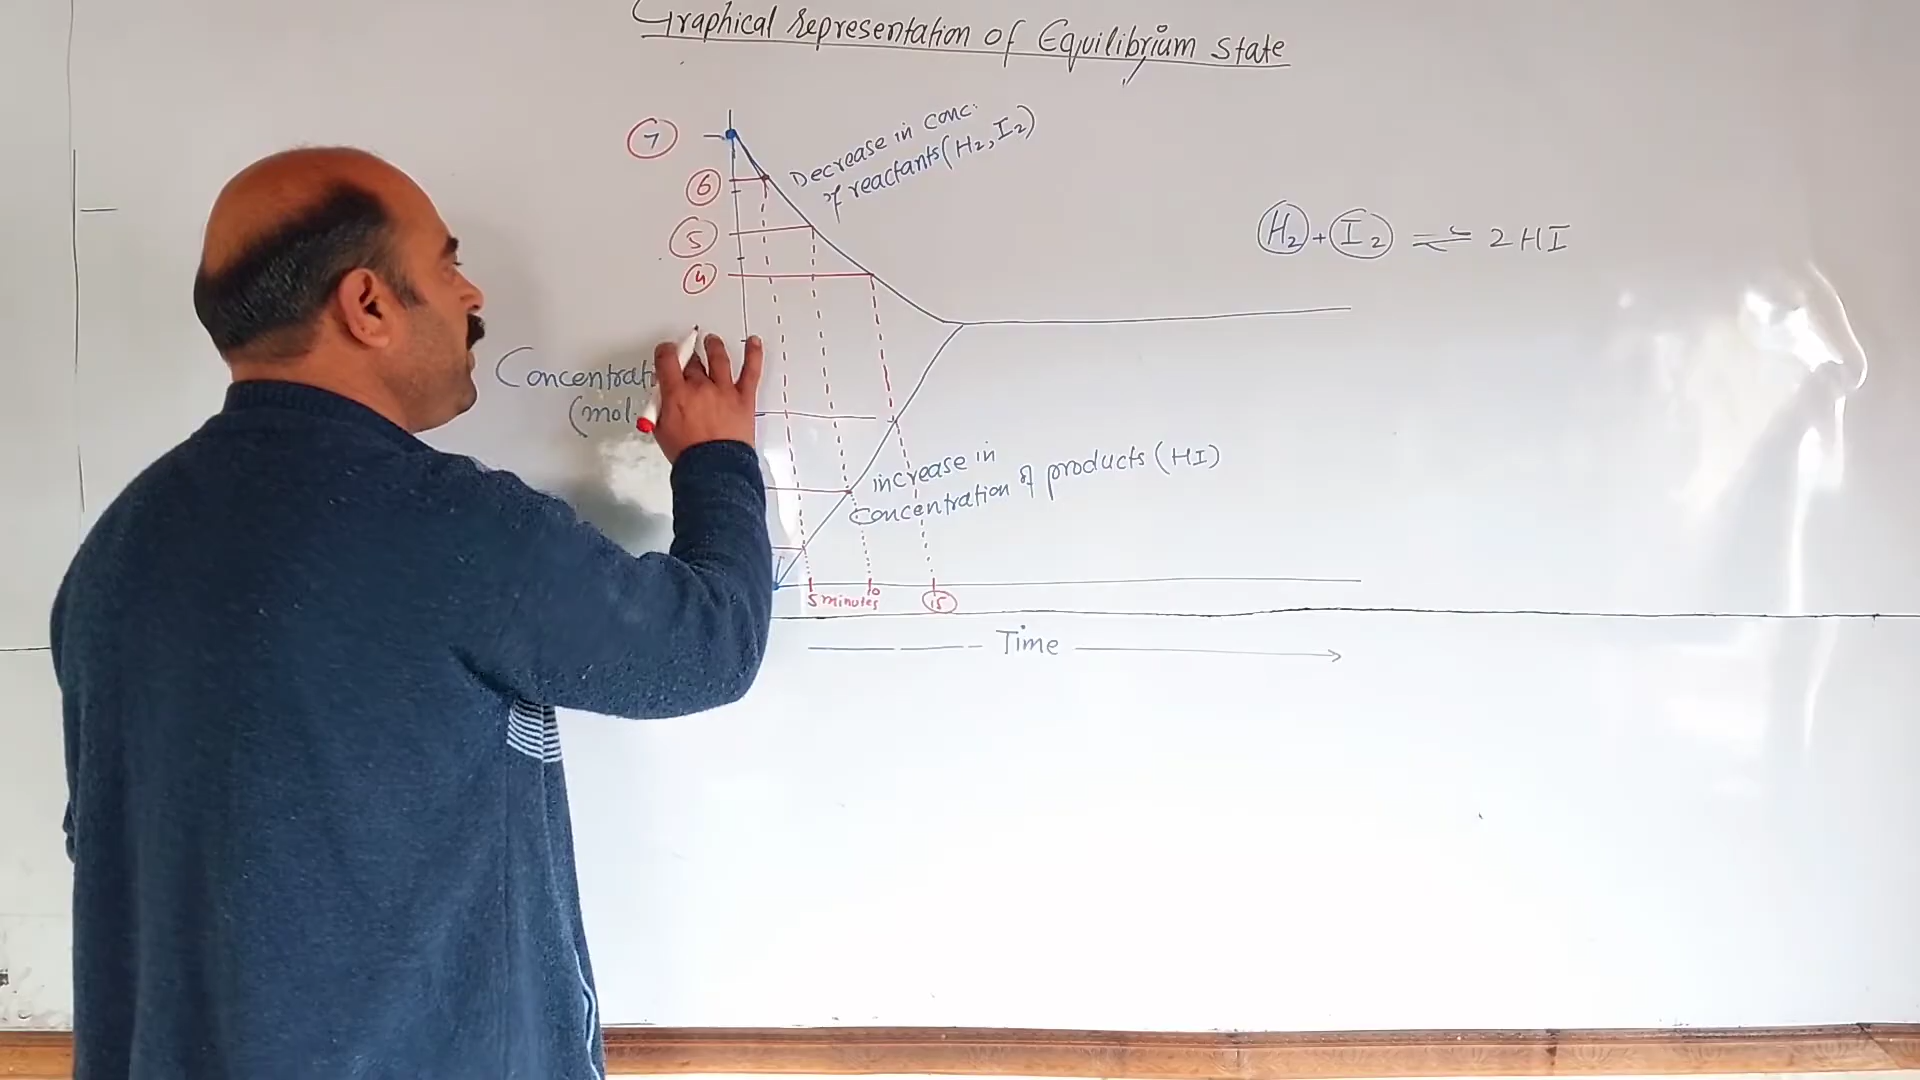 Graphical representation of Equilibrium state
7
Decrease in conc.
of reactants (H2, I2)
6
5
4
H2 + I2 ⇌ 2HI
(mol.
increase in
Concentration of products (HI)
5 minutes
10
15
Time